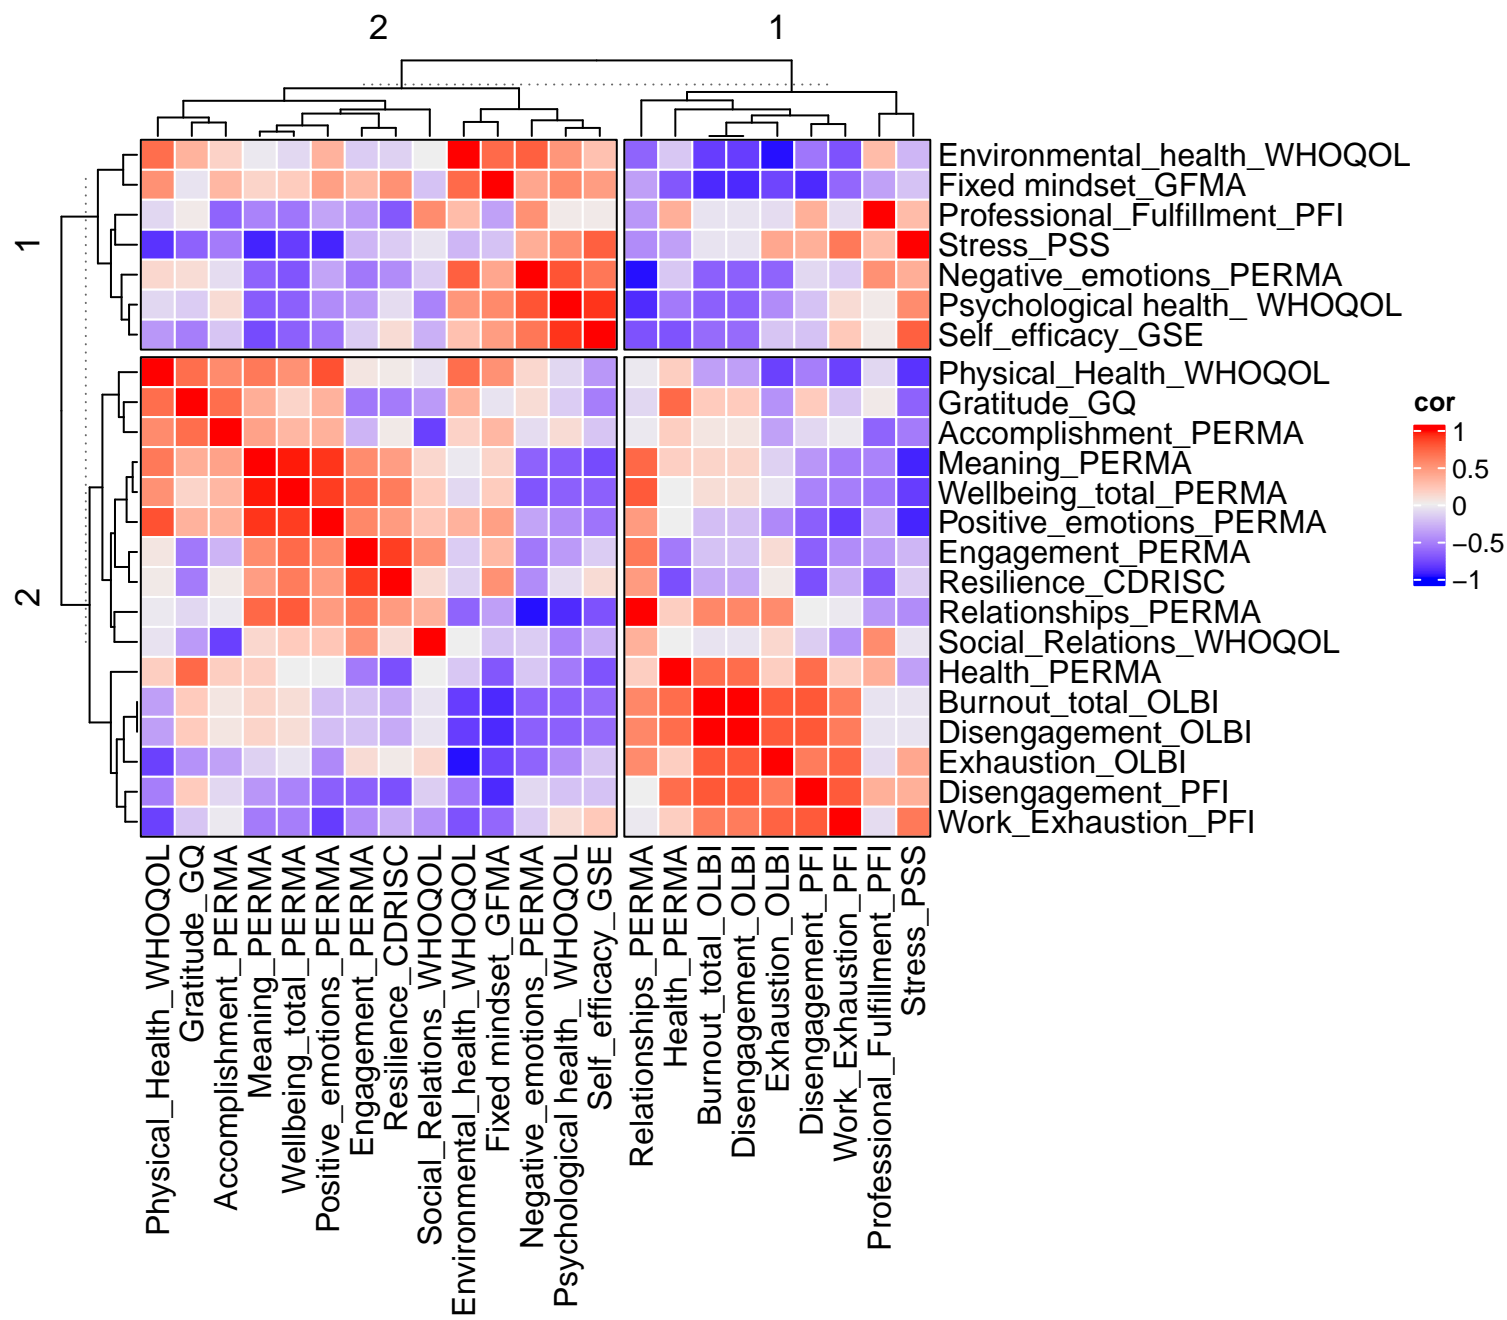 2
1
1
2
Environmental_health_WHOQOL
Fixed mindset_GFMA
Professional_Fulfillment_PFI
Stress_PSS
Negative_emotions_PERMA
Psychological health_ WHOQOL
Self_efficacy_GSE
Physical_Health_WHOQOL
Gratitude_GQ
Accomplishment_PERMA
Meaning_PERMA
Wellbeing_total_PERMA
Positive_emotions_PERMA
Engagement_PERMA
Resilience_CDRISC
Relationships_PERMA
Social_Relations_WHOQOL
Health_PERMA
Burnout_total_OLBI
Disengagement_OLBI
Exhaustion_OLBI
Disengagement_PFI
Work_Exhaustion_PFI
cor
1
0.5
0
−0.5
−1
Physical_Health_WHOQOL
Gratitude_GQ
Accomplishment_PERMA
Meaning_PERMA
Wellbeing_total_PERMA
Positive_emotions_PERMA
Engagement_PERMA
Resilience_CDRISC
Social_Relations_WHOQOL
Environmental_health_WHOQOL
Fixed mindset_GFMA
Negative_emotions_PERMA
Psychological health_ WHOQOL
Self_efficacy_GSE
Relationships_PERMA
Health_PERMA
Burnout_total_OLBI
Disengagement_OLBI
Exhaustion_OLBI
Disengagement_PFI
Work_Exhaustion_PFI
Professional_Fulfillment_PFI
Stress_PSS